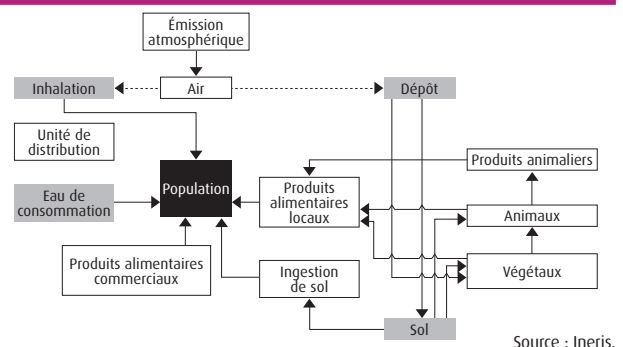 Émission
atmosphérique
Inhalation
Air
Dépôt
Unité de
distribution
Produits animaliers
Population
Produits
alimentaires
locaux
Eau de
consommation
Animaux
Produits alimentaires
commerciaux
Ingestion
de sol
Végétaux
Sol
Source : Ineris.